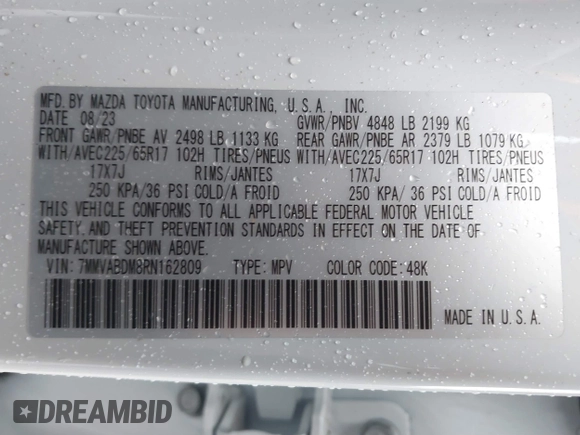 MFD. BY MAZDA TOYOTA MANUFACTURING, U.S.A., INC.
DATE 08/23 GVWR/PNBV 4848 LB 2199 KG
FRONT GAWR/PNBE AV 2498 LB 1133 KG REAR GAWR/PNBE AR 2379 LB 1079 KG
WITH/AVEC225/65R17 102H TIRES/PNEUS WITH/AVEC225/65R17 102H TIRES/PNEUS
17X7J RIMS/JANTES 17X7J RIMS/JANTES
250 KPA/36 PSI COLD/A FROID 250 KPA/36 PSI COLD/A FROID
THIS VEHICLE CONFORMS TO ALL APPLICABLE FEDERAL MOTOR VEHICLE
SAFETY, AND THEFT PREVENTION STANDARDS IN EFFECT ON THE DATE OF
MANUFACTURE SHOWN ABOVE.
VIN: 7MMVABDM8RN162809 TYPE: MPV COLOR CODE: 48K
MADE IN U.S.A.
DREAMBID